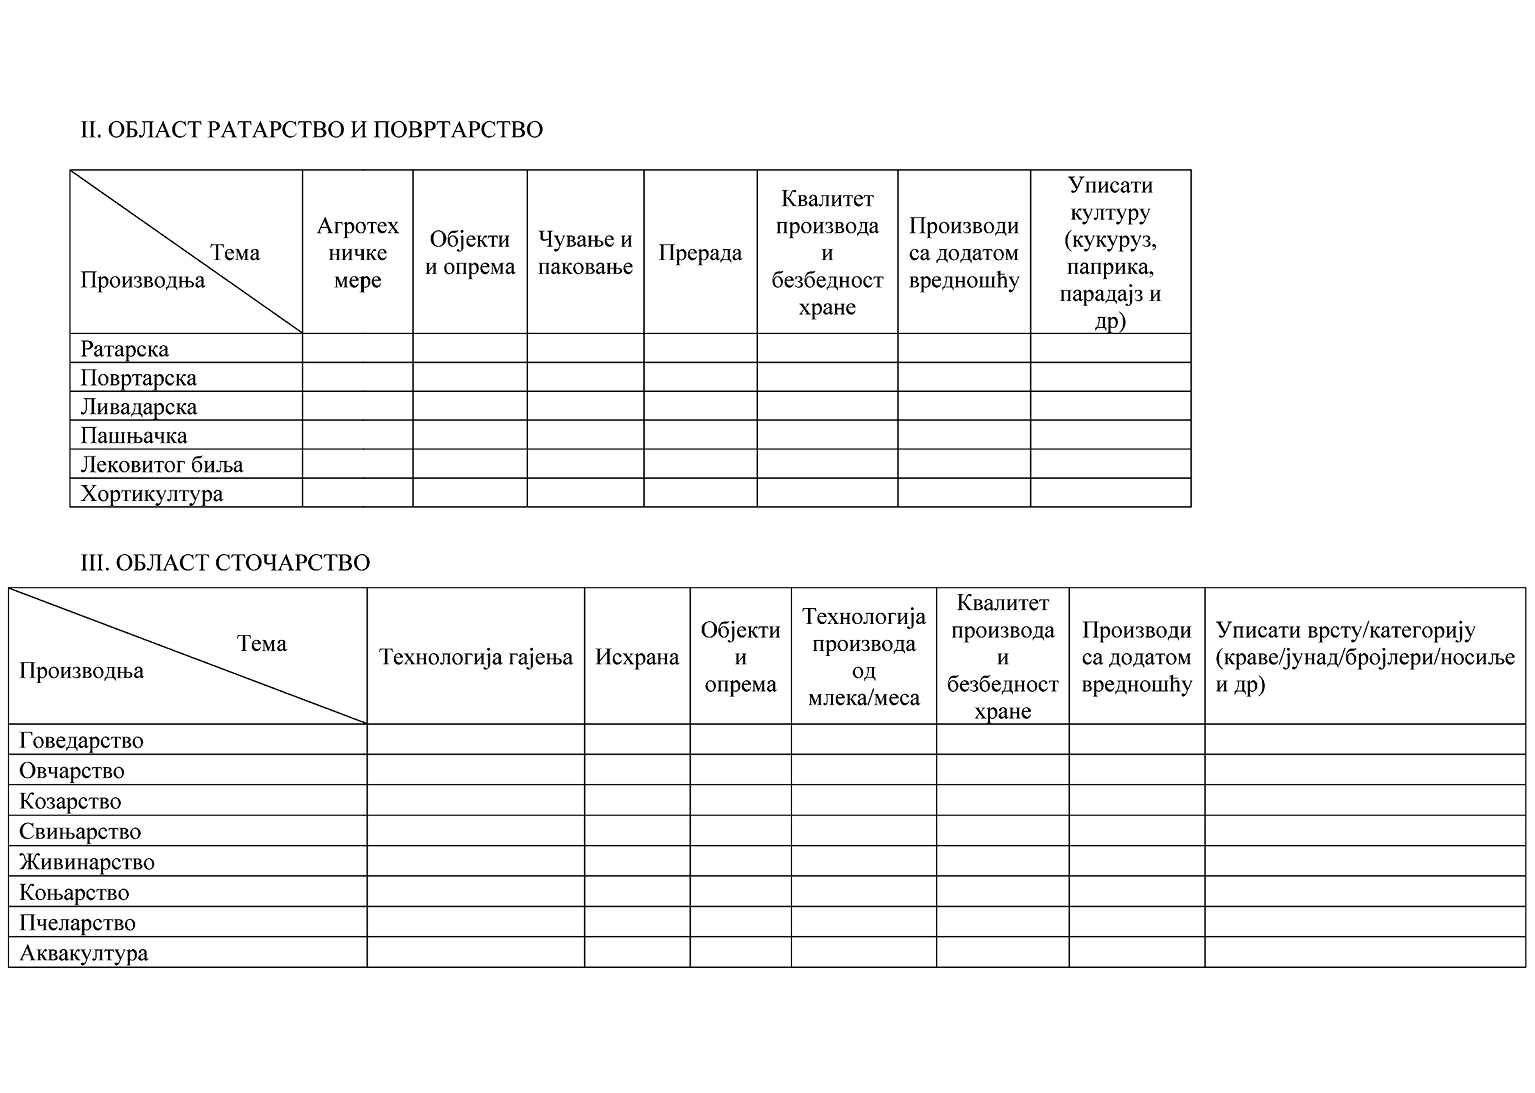 II. ОБЛАСТ РАТАРСТВО И ПОВРТАРСТВО
Тема
Производња
Агротех
ничке
мере
Објекти
и опрема
Чување и
паковање
Прерада
Квалитет
производа
и
безбедност
хране
Производи
са додатом
вредношћу
Уписати
културу
(кукуруз,
паприка,
парадајз и
др)
Ратарска
Повртарска
Ливадарска
Пашњачка
Лековитог биља
Хортикултура
III. ОБЛАСТ СТОЧАРСТВО
Тема
Производња
Технологија гајења
Исхрана
Објекти
и
опрема
Технологија
производа
од
млека/меса
Квалитет
производа
и
безбедност
хране
Производи
са додатом
вредношћу
Уписати врсту/категорију
(краве/јунад/бројлери/носиље
и др)
Говедарство
Овчарство
Козарство
Свињарство
Живинарство
Коњарство
Пчеларство
Аквакултура